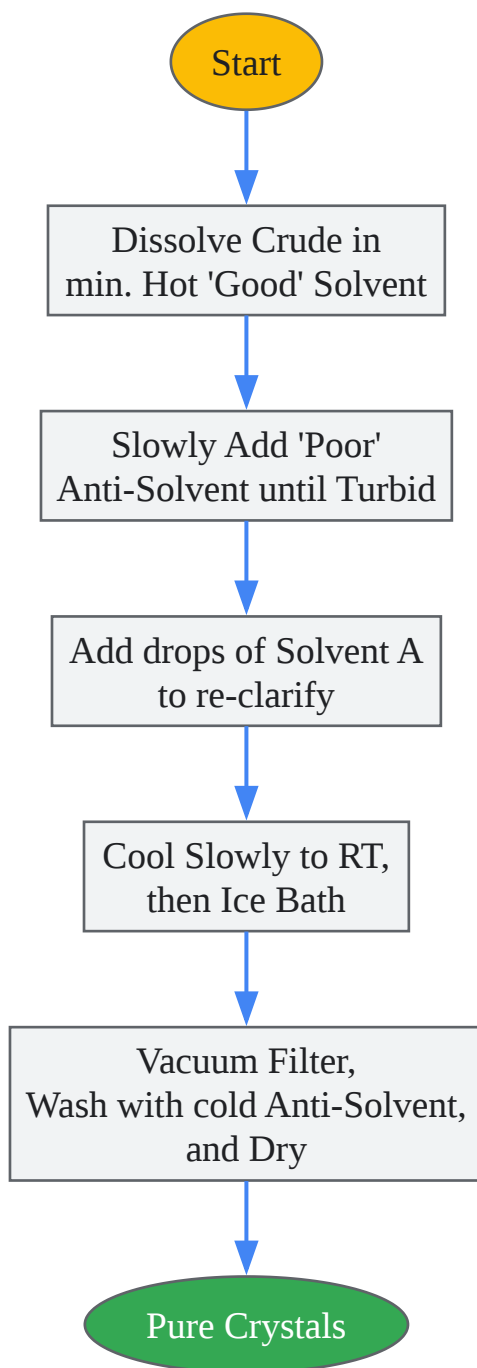 Start
Dissolve Crude in
min. Hot 'Good' Solvent
Slowly Add 'Poor'
Anti-Solvent until Turbid
Add drops of Solvent A
to re-clarify
Cool Slowly to RT,
then Ice Bath
Vacuum Filter,
Wash with cold Anti-Solvent,
and Dry
Pure Crystals